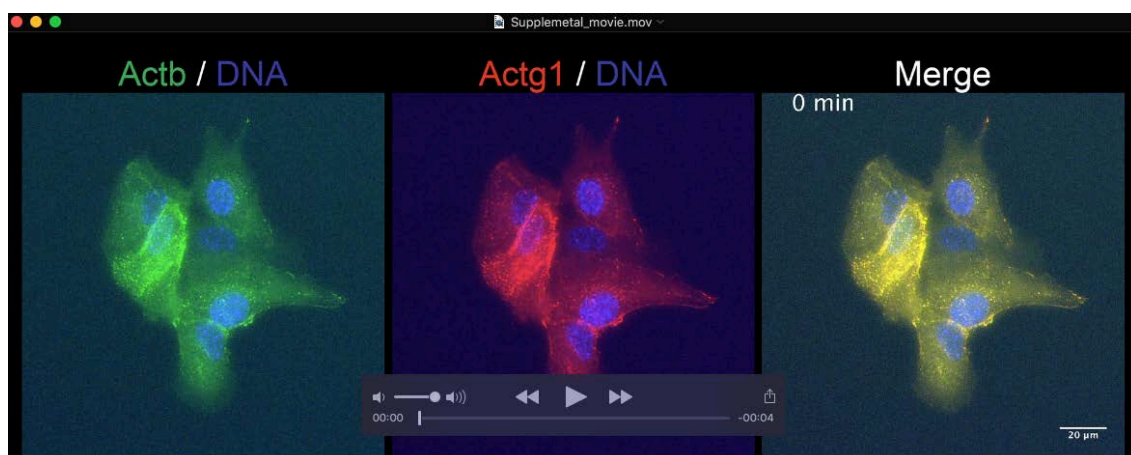 Supplemetal_movie.mov
Actb / DNA
Actg1 / DNA
Merge
0 min
00:00
-00:04
20 µm